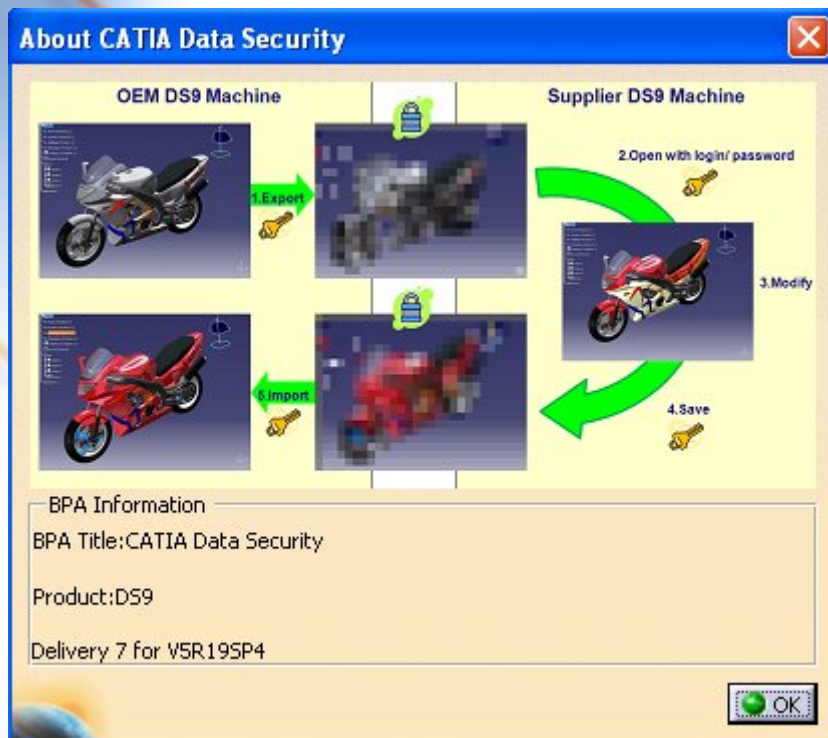 About CATIA Data Security
OEM DS9 Machine
Supplier DS9 Machine
1.Export
2.Open with login/ password
3.Modify
4.Save
5.Import
BPA Information
BPA Title:CATIA Data Security
Product:DS9
Delivery 7 for V5R19SP4
OK